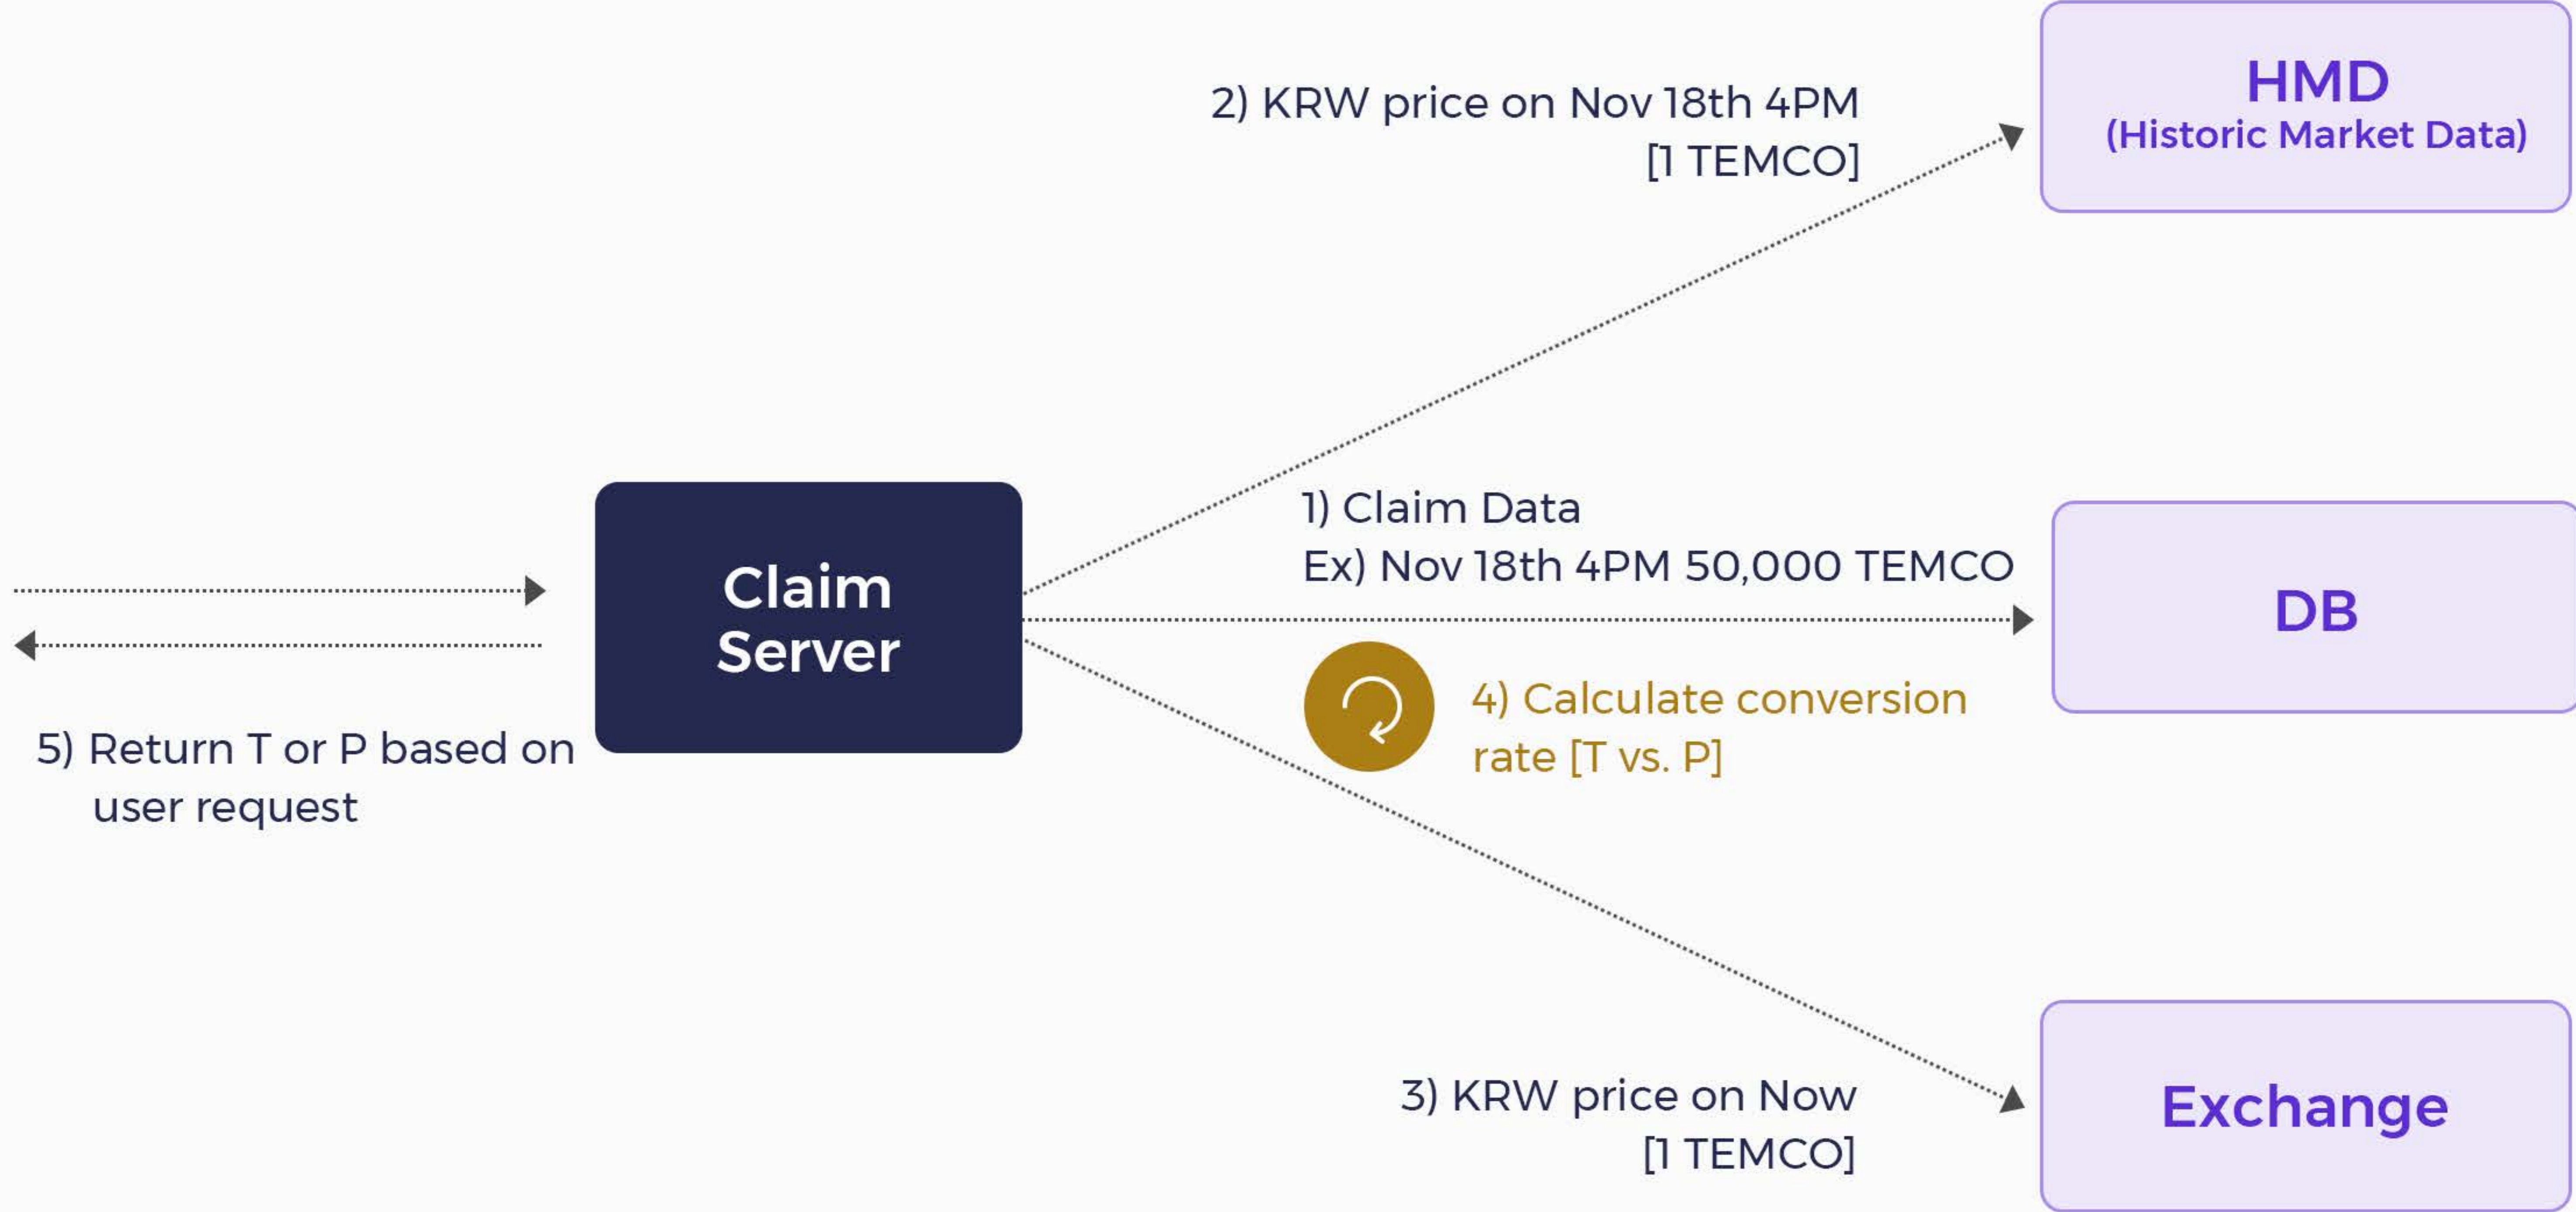 HMD
(Historic Market Data)
2) KRW price on Nov 18th 4PM
[1 TEMCO]
1) Claim Data
Ex) Nov 18th 4PM 50,000 TEMCO
Claim
Server
DB
4) Calculate conversion
rate [T vs. P]
5) Return T or P based on
user request
3) KRW price on Now
[1 TEMCO]
Exchange